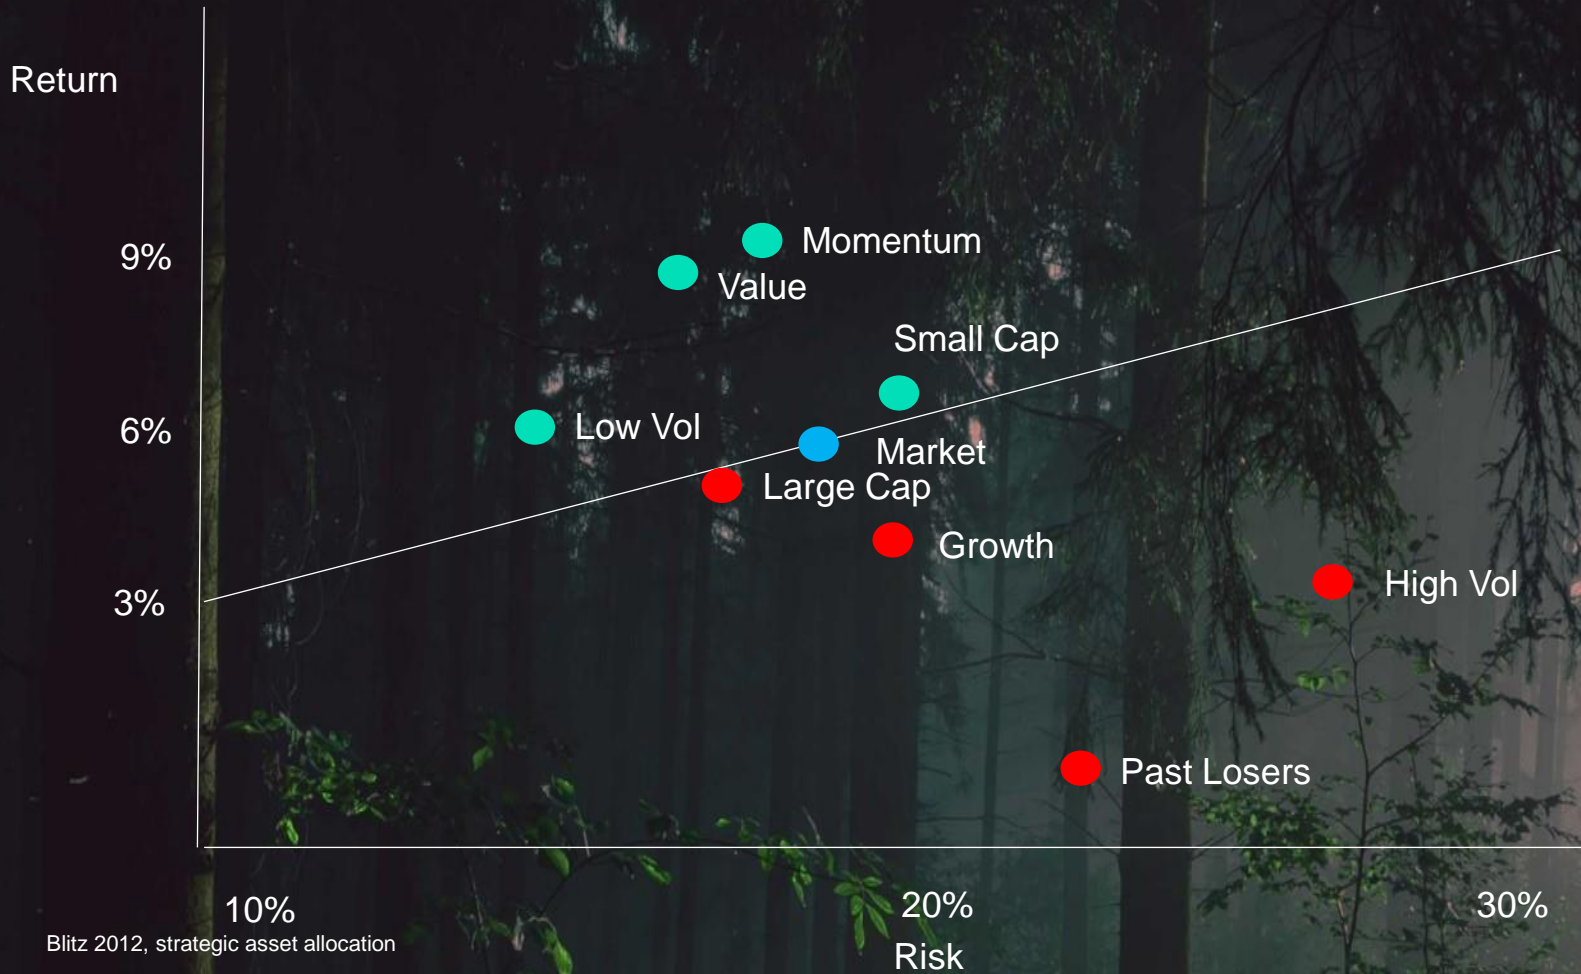 Return
9%
Momentum
Value
Small Cap
6%
Low Vol
Market
Large Cap
Growth
3%
High Vol
Past Losers
10%
20%
30%
Blitz 2012, strategic asset allocation
Risk